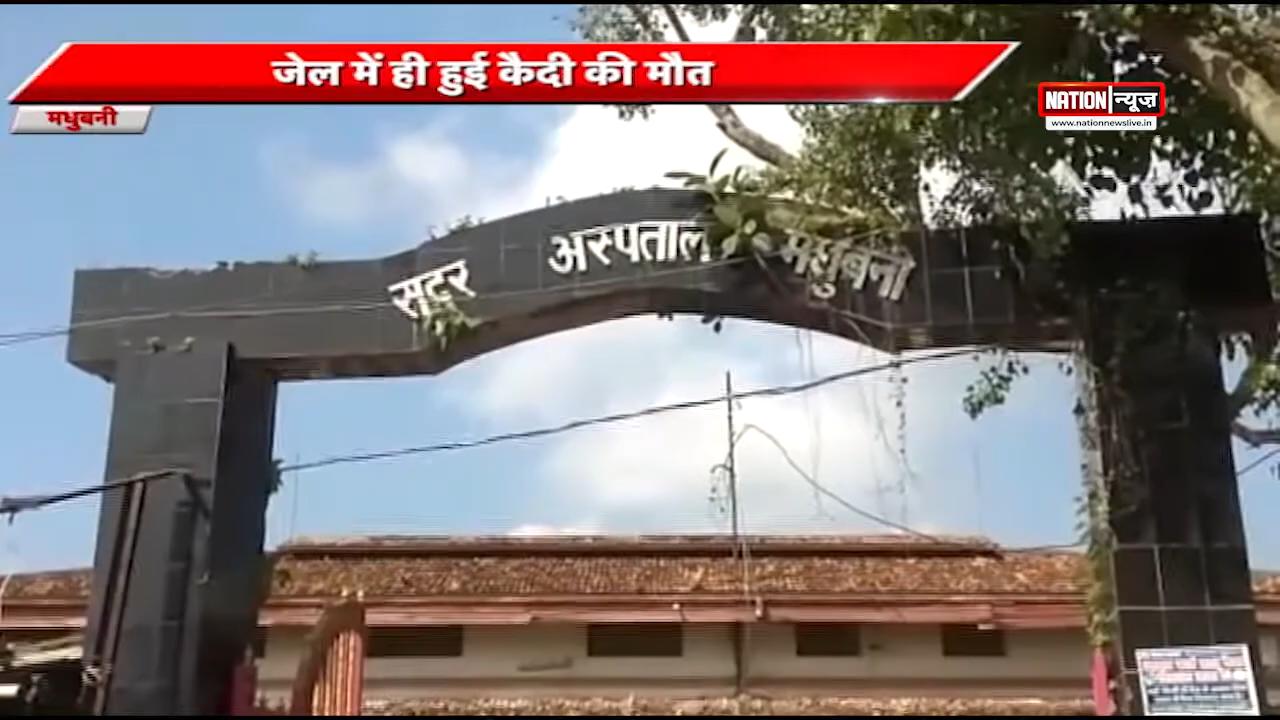 जेल में ही हुई कैदी की मौत
मधुबनी
NATION न्यूज़
www.nationnewslive.in
सदर अस्पताल मधुबनी